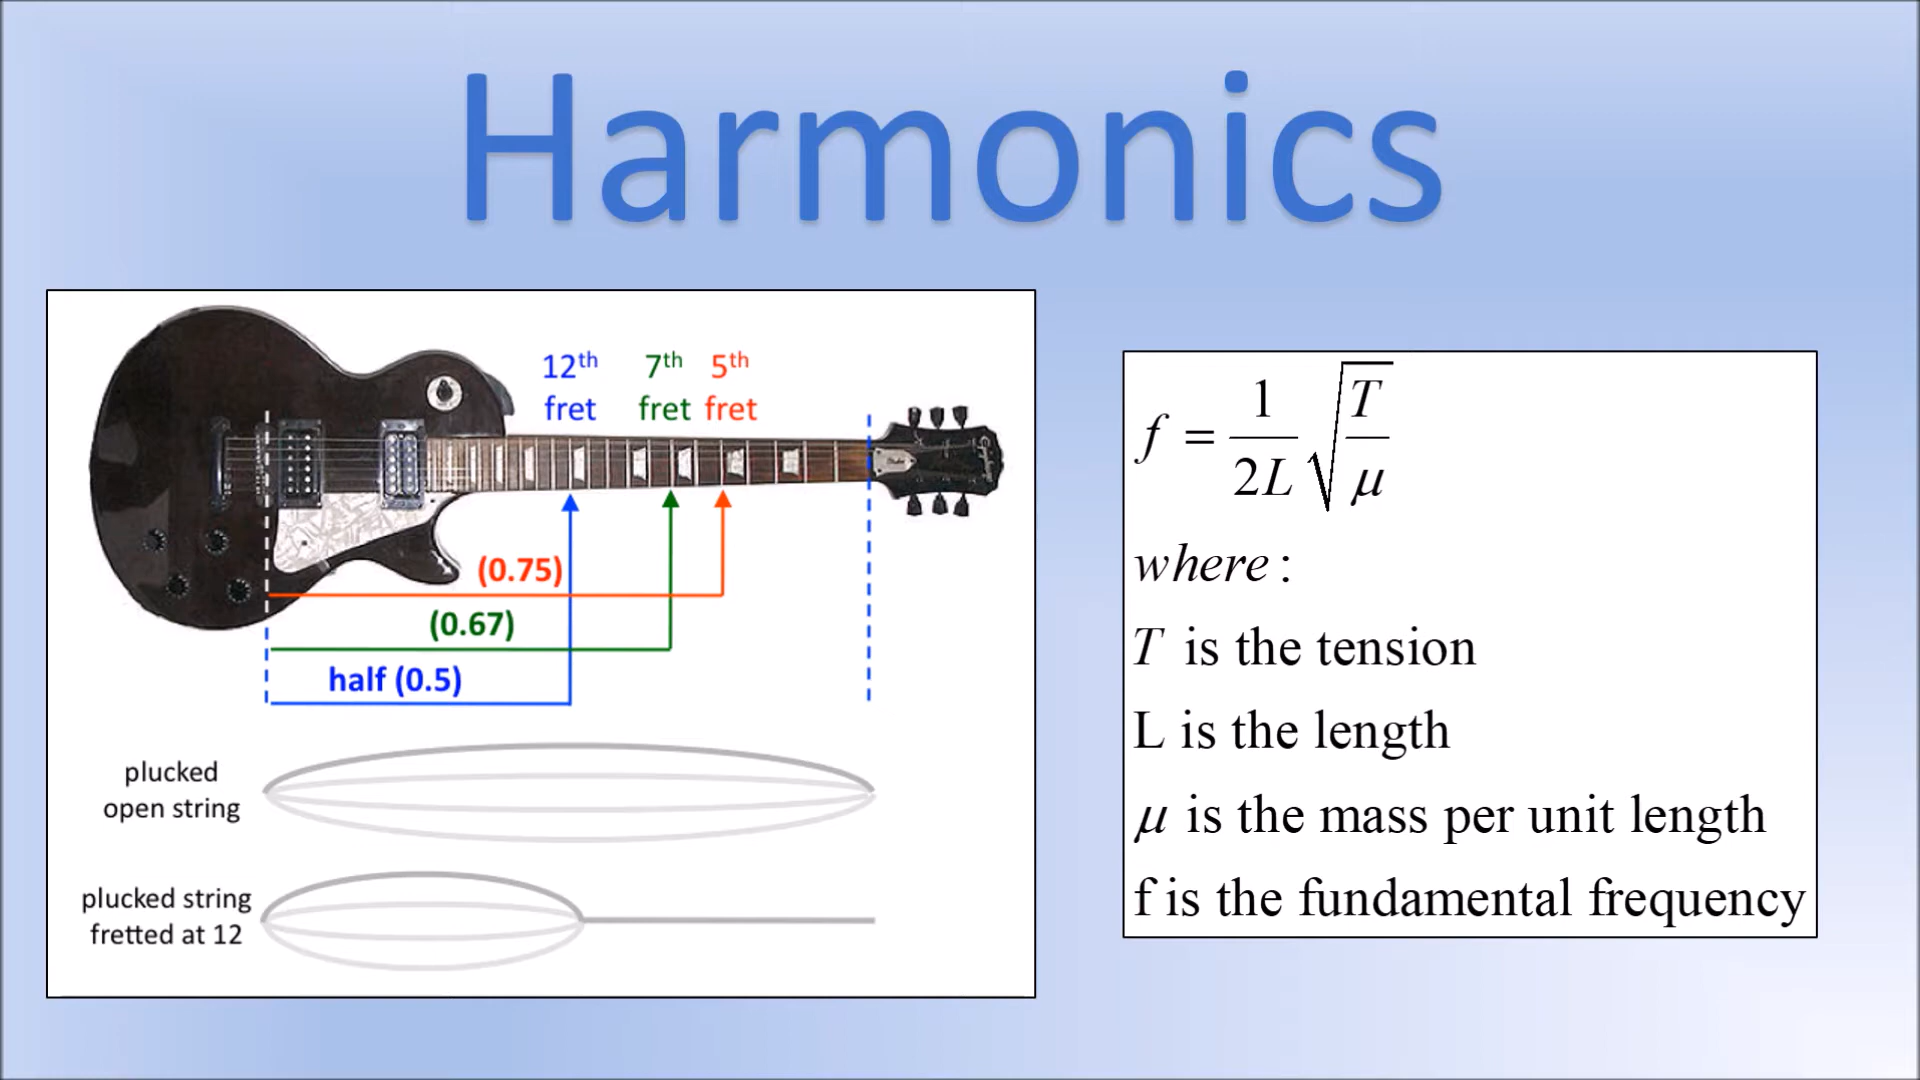 Harmonics
12th 7th 5th
fret fret fret
(0.75)
(0.67)
half (0.5)
plucked
open string
plucked string
fretted at 12
f = 1/2L √T/μ
where :
T is the tension
L is the length
μ is the mass per unit length
f is the fundamental frequency